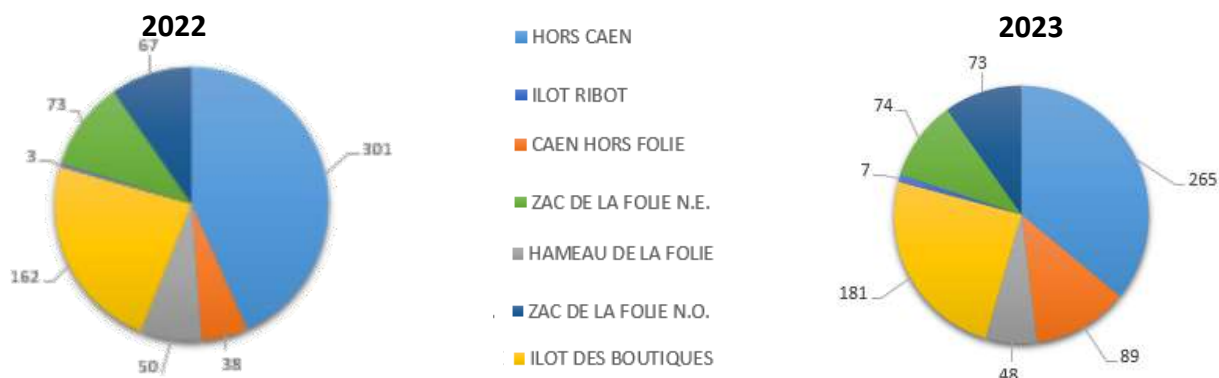 2022
67
73
3
301
162
50
38
HORS CAEN
ILOT RIBOT
CAEN HORS FOLIE
ZAC DE LA FOLIE N.E.
HAMEAU DE LA FOLIE
. ZAC DE LA FOLIE N.O.
ILOT DES BOUTIQUES
2023
73
74
7
265
181
89
48